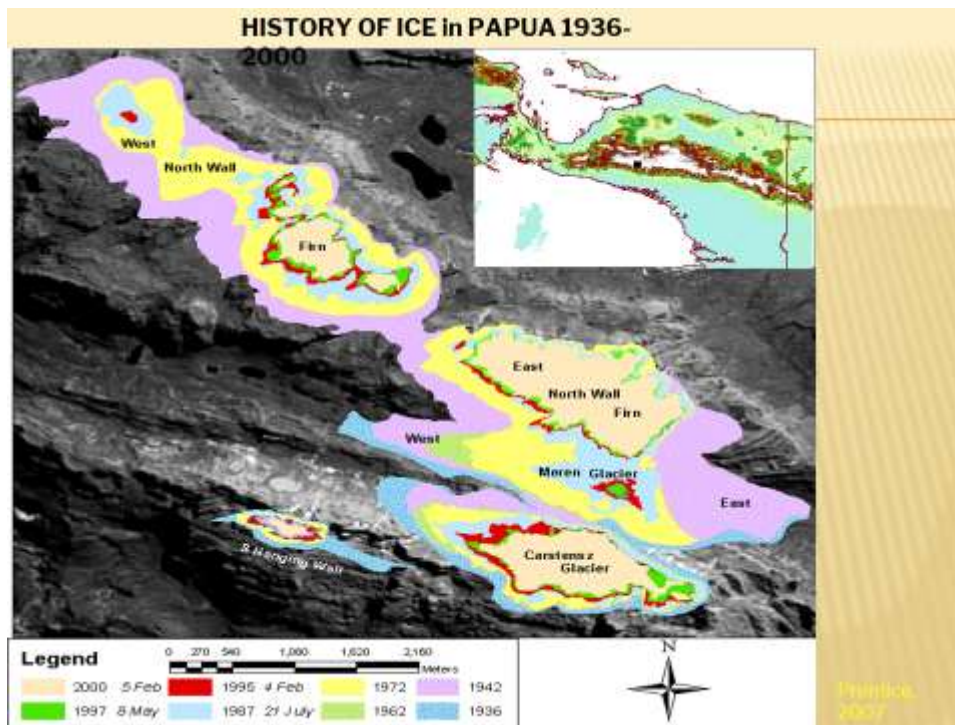 HISTORY OF ICE in PAPUA 1936-
2000
West
North Wall
Firn
East
North Wall
Firn
West
Meren Glacier
East
S Hanging Wall
Carstensz
Glacier
Legend
0 270 540 1,080 1,620 2,160
Meters
2000 5 Feb 1995 4 Feb 1972 1942
1997 8 May 1987 21 July 1962 1936
N
Prentice,
2007